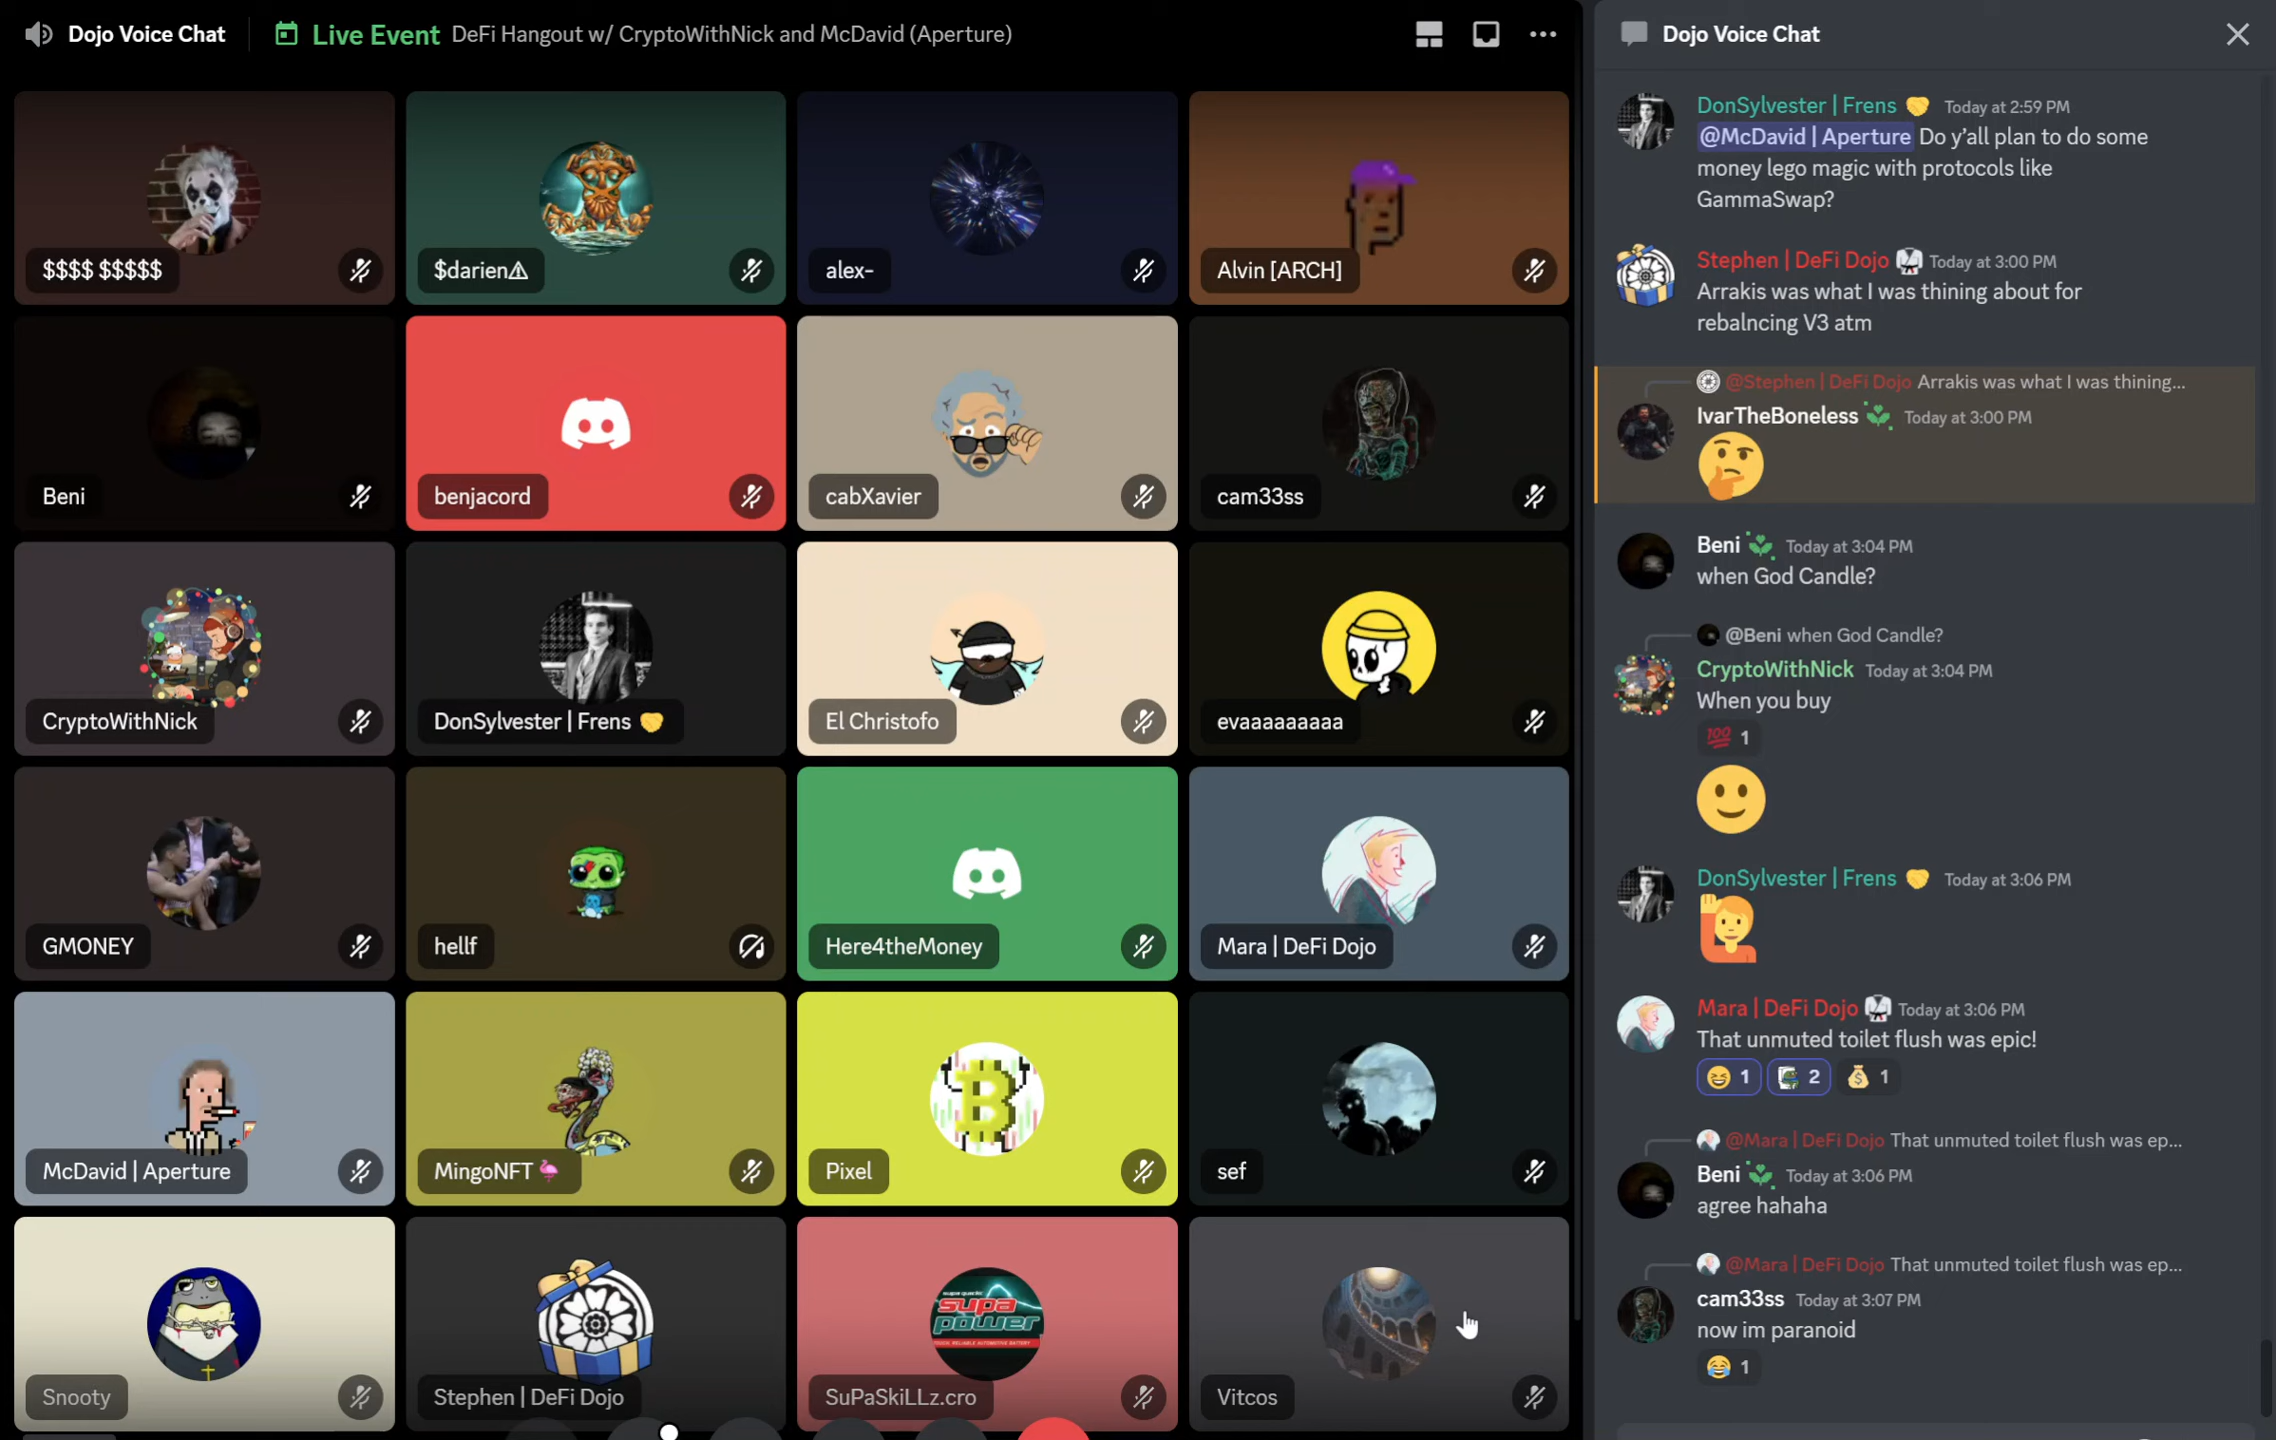 Dojo Voice Chat
Live Event DeFi Hangout w/ CryptoWithNick and McDavid (Aperture)
$$$$ $$$$$
$darien⚠
alex-
Alvin [ARCH]
Beni
benjacord
cabXavier
cam33ss
CryptoWithNick
DonSylvester | Frens 🤝
El Christofo
evaaaaaaaaa
GMONEY
hellf
Here4theMoney
Mara | DeFi Dojo
McDavid | Aperture
MingoNFT 🦩
Pixel
sef
Snooty
Stephen | DeFi Dojo
supa
power
SuPaSkiLLz.cro
Vitcos
Dojo Voice Chat
DonSylvester | Frens 🤝 Today at 2:59 PM
@McDavid | Aperture Do y'all plan to do some
money lego magic with protocols like
GammaSwap?
Stephen | DeFi Dojo 🥋 Today at 3:00 PM
Arrakis was what I was thining about for
rebalncing V3 atm
@Stephen | DeFi Dojo Arrakis was what I was thining...
IvarTheBoneless Today at 3:00 PM
🤔
Beni Today at 3:04 PM
when God Candle?
@Beni when God Candle?
CryptoWithNick Today at 3:04 PM
When you buy
💯 1
🙂
DonSylvester | Frens 🤝 Today at 3:06 PM
🙋
Mara | DeFi Dojo 🥋 Today at 3:06 PM
That unmuted toilet flush was epic!
😆 1 2 💰 1
@Mara | DeFi Dojo That unmuted toilet flush was ep...
Beni Today at 3:06 PM
agree hahaha
@Mara | DeFi Dojo That unmuted toilet flush was ep...
cam33ss Today at 3:07 PM
now im paranoid
😂 1